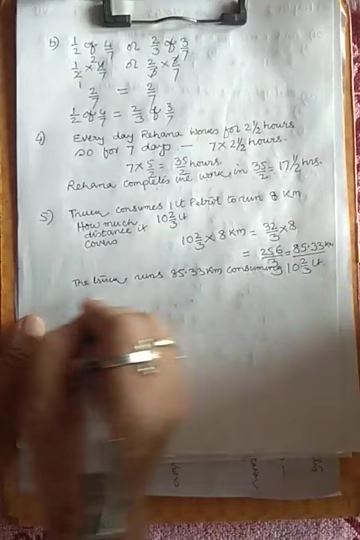 b) 1/2 of 4/7 or 2/3 of 3/7
1/2 × 4/7 or 2/3 × 3/7
2/7 = 2/7
1/2 of 4/7 = 2/3 of 3/7
4) Every day Rehana works for 2 1/2 hours
so for 7 days — 7 × 2 1/2 hours.
7 × 5/2 = 35/2 hours.
Rehana completes the work in 35/2 = 17 1/2 hrs.
5) Truck consumes 1 lt Petrol to run 8 km,
How much 10 2/3 lt
distance it
covers
10 2/3 × 8 km = 32/3 × 8
= 256/3 = 85.33 km
The truck runs 85.33 km consuming 10 2/3 lt.